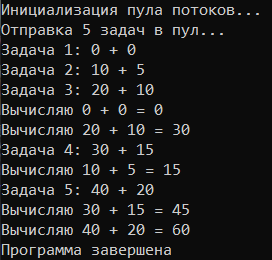 Инициализация пула потоков...
Отправка 5 задач в пул...
Задача 1: 0 + 0
Задача 2: 10 + 5
Задача 3: 20 + 10
Вычисляю 0 + 0 = 0
Вычисляю 20 + 10 = 30
Задача 4: 30 + 15
Вычисляю 10 + 5 = 15
Задача 5: 40 + 20
Вычисляю 30 + 15 = 45
Вычисляю 40 + 20 = 60
Программа завершена